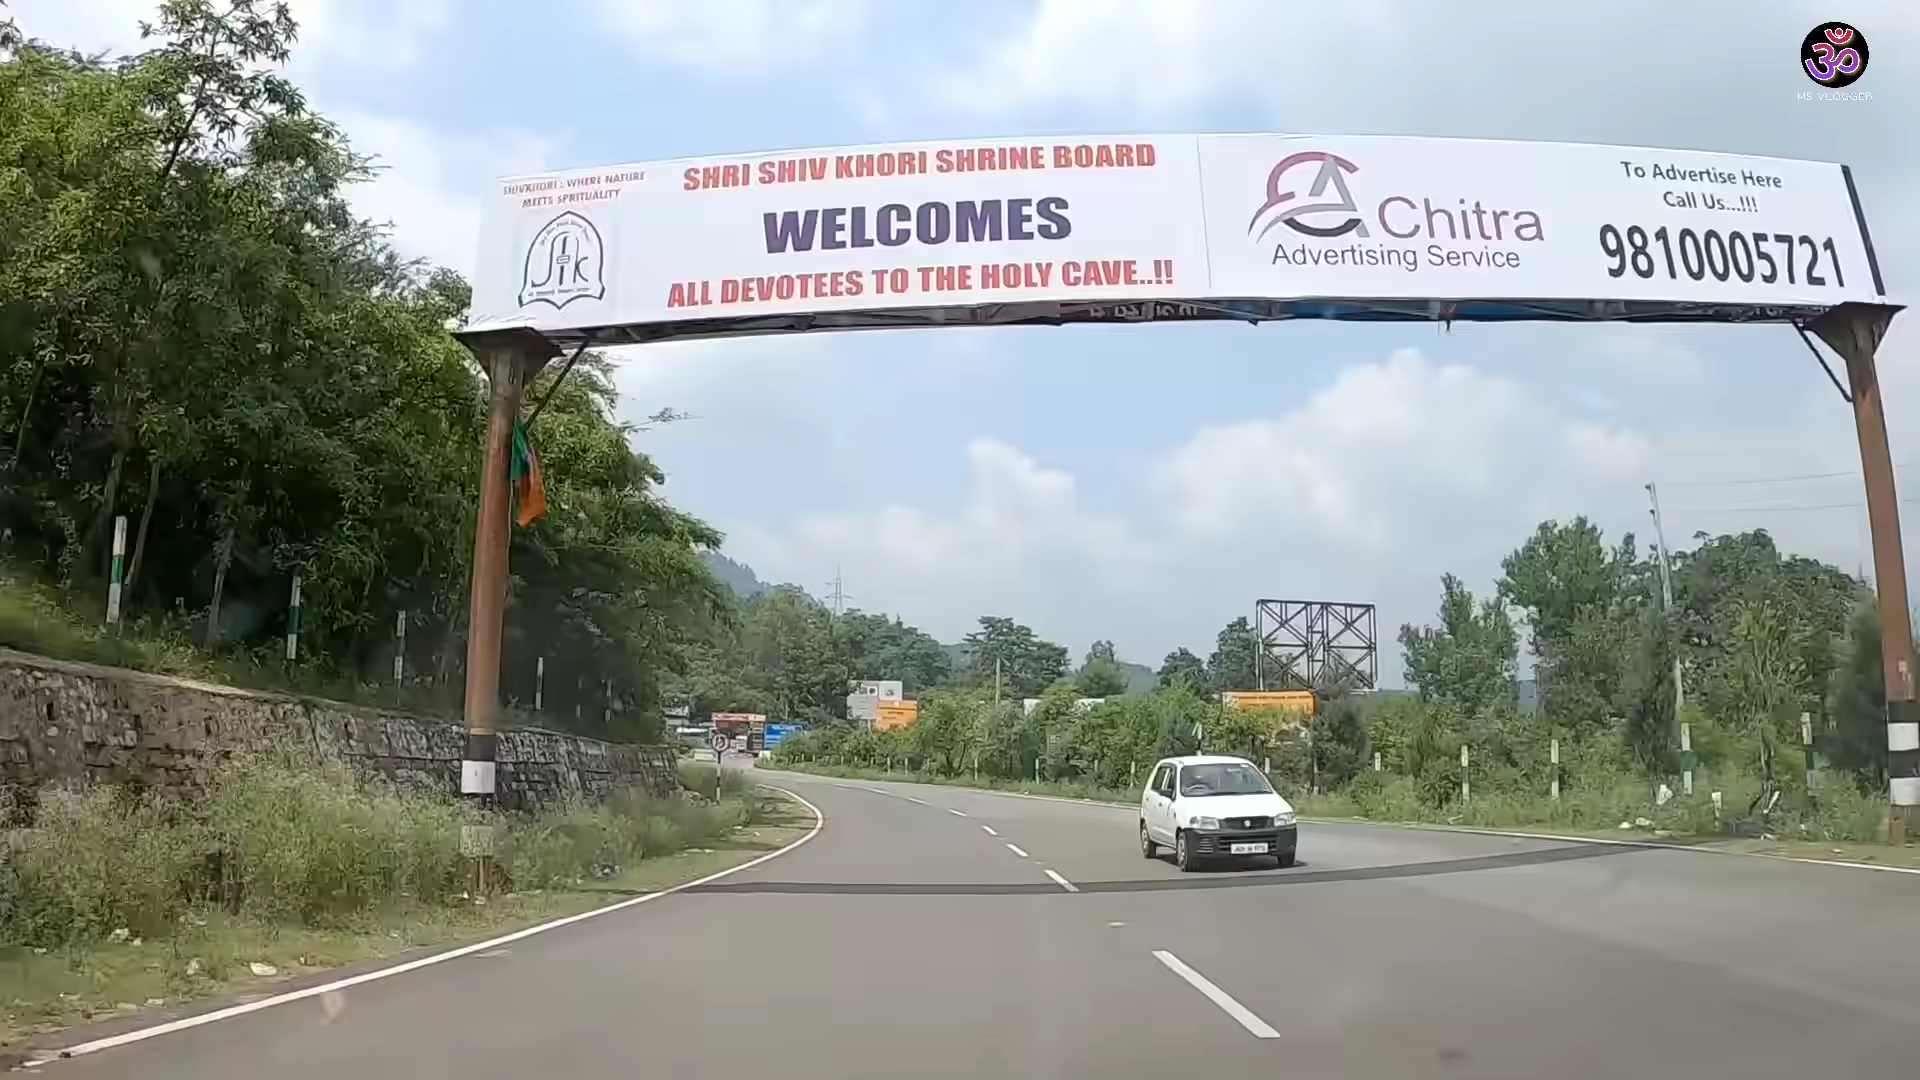 SHIVKHORI : WHERE NATURE
MEETS SPRITUALITY
SHRI SHIV KHORI SHRINE BOARD
WELCOMES
ALL DEVOTEES TO THE HOLY CAVE..!!
Chitra
Advertising Service
To Advertise Here
Call Us...!!!
9810005721
ॐ
MS VLOGGER